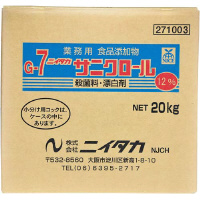 271003
業務用 食品添加物
G-7 ニイタカ サニクロール
12%
殺菌料・漂白剤
小分け用コックは、
ケースの中に
あります。
NET 20kg
株式会社 ニイタカ NJCH
〒532-8560 大阪市淀川区新高1-8-10
TEL (06) 6395-2717